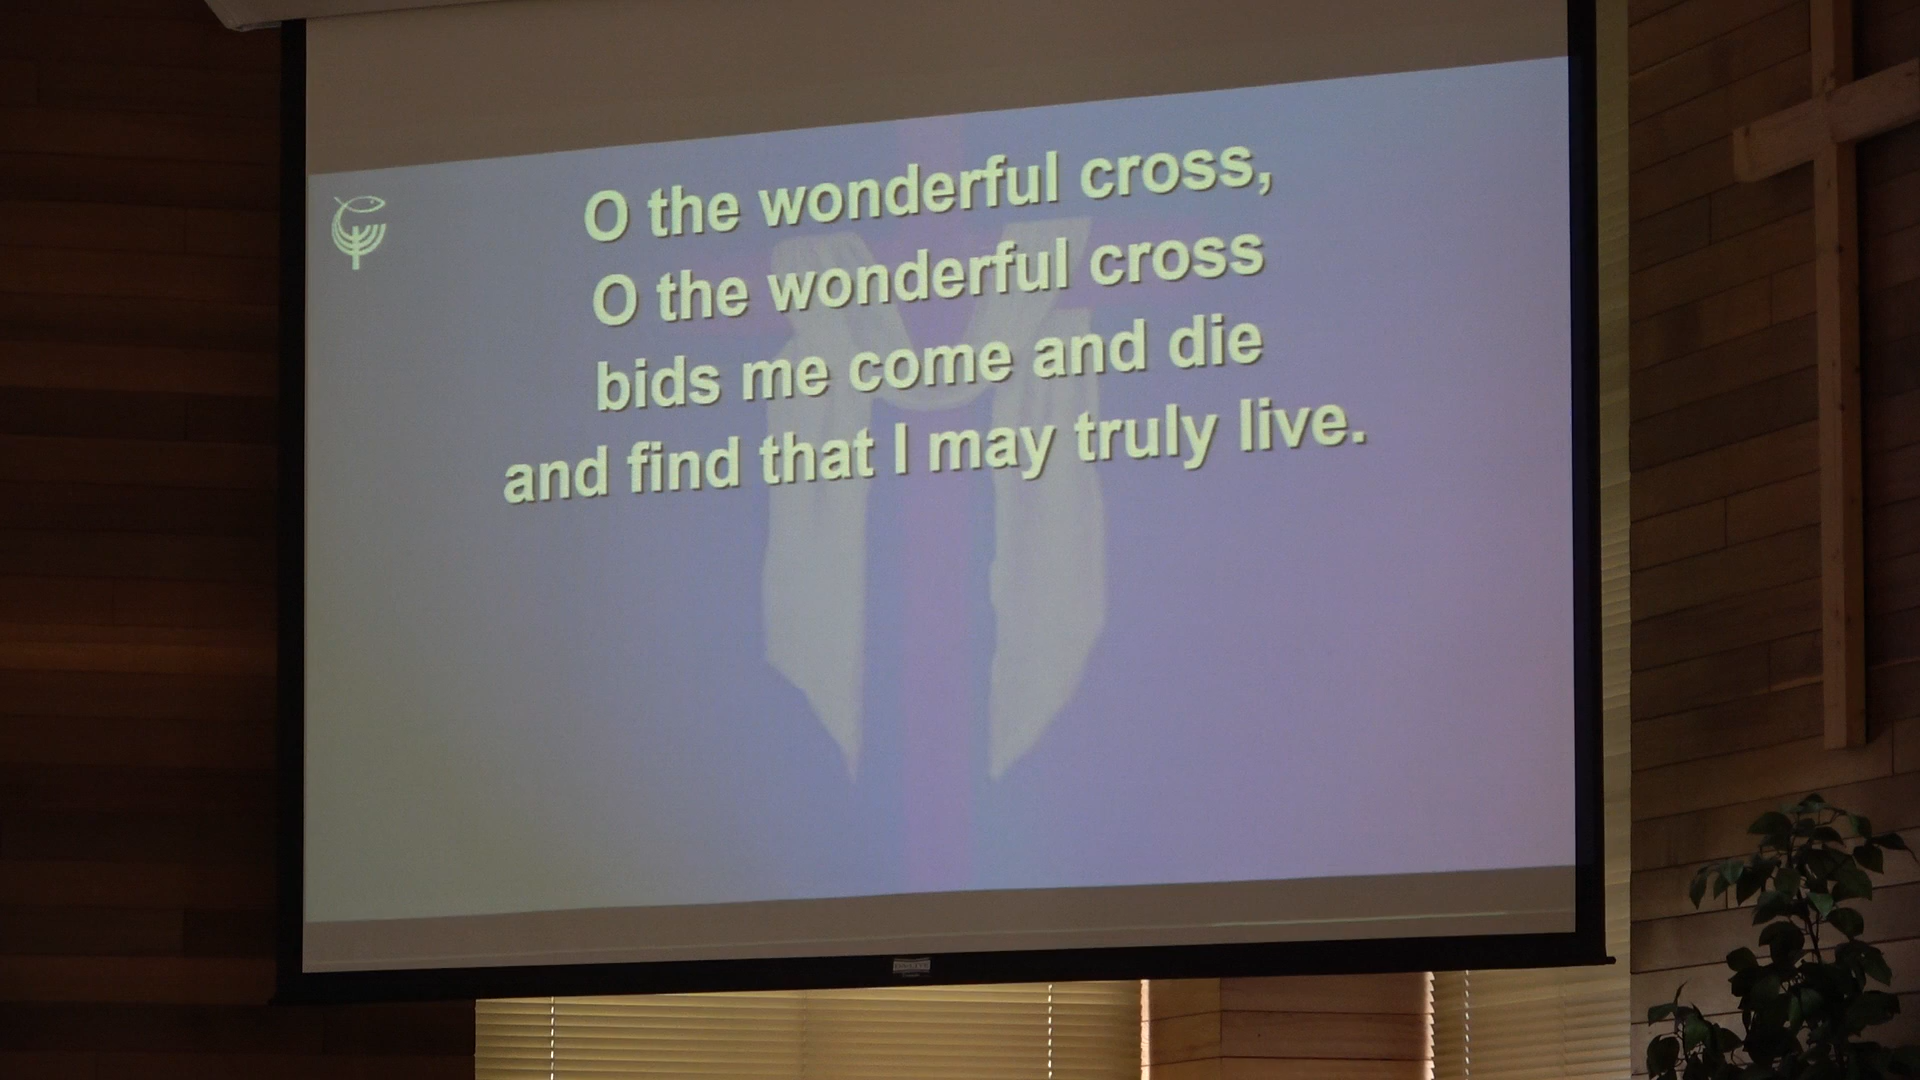 O the wonderful cross,
O the wonderful cross
bids me come and die
and find that I may truly live.